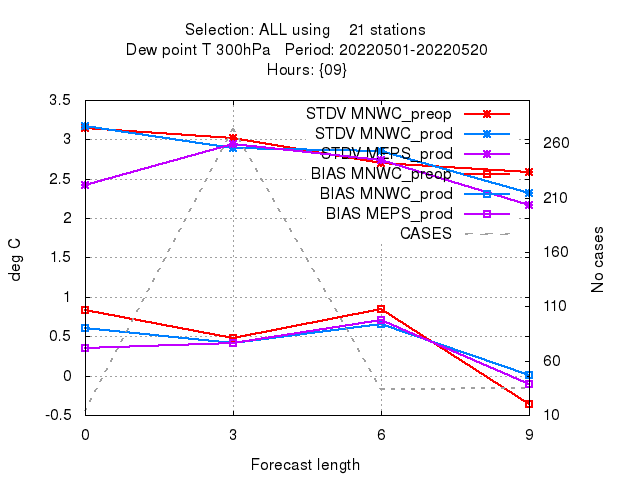 Selection: ALL using 21 stations
Dew point T 300hPa Period: 20220501-20220520
Hours: {09}
3.5
3
2.5
2
1.5
1
0.5
0
-0.5
deg C
STDV MNWC_preop
STDV MNWC_prod
STDV MEPS_prod
BIAS MNWC_preop
BIAS MNWC_prod
BIAS MEPS_prod
CASES
260
210
160
110
60
10
No cases
0 3 6 9
Forecast length